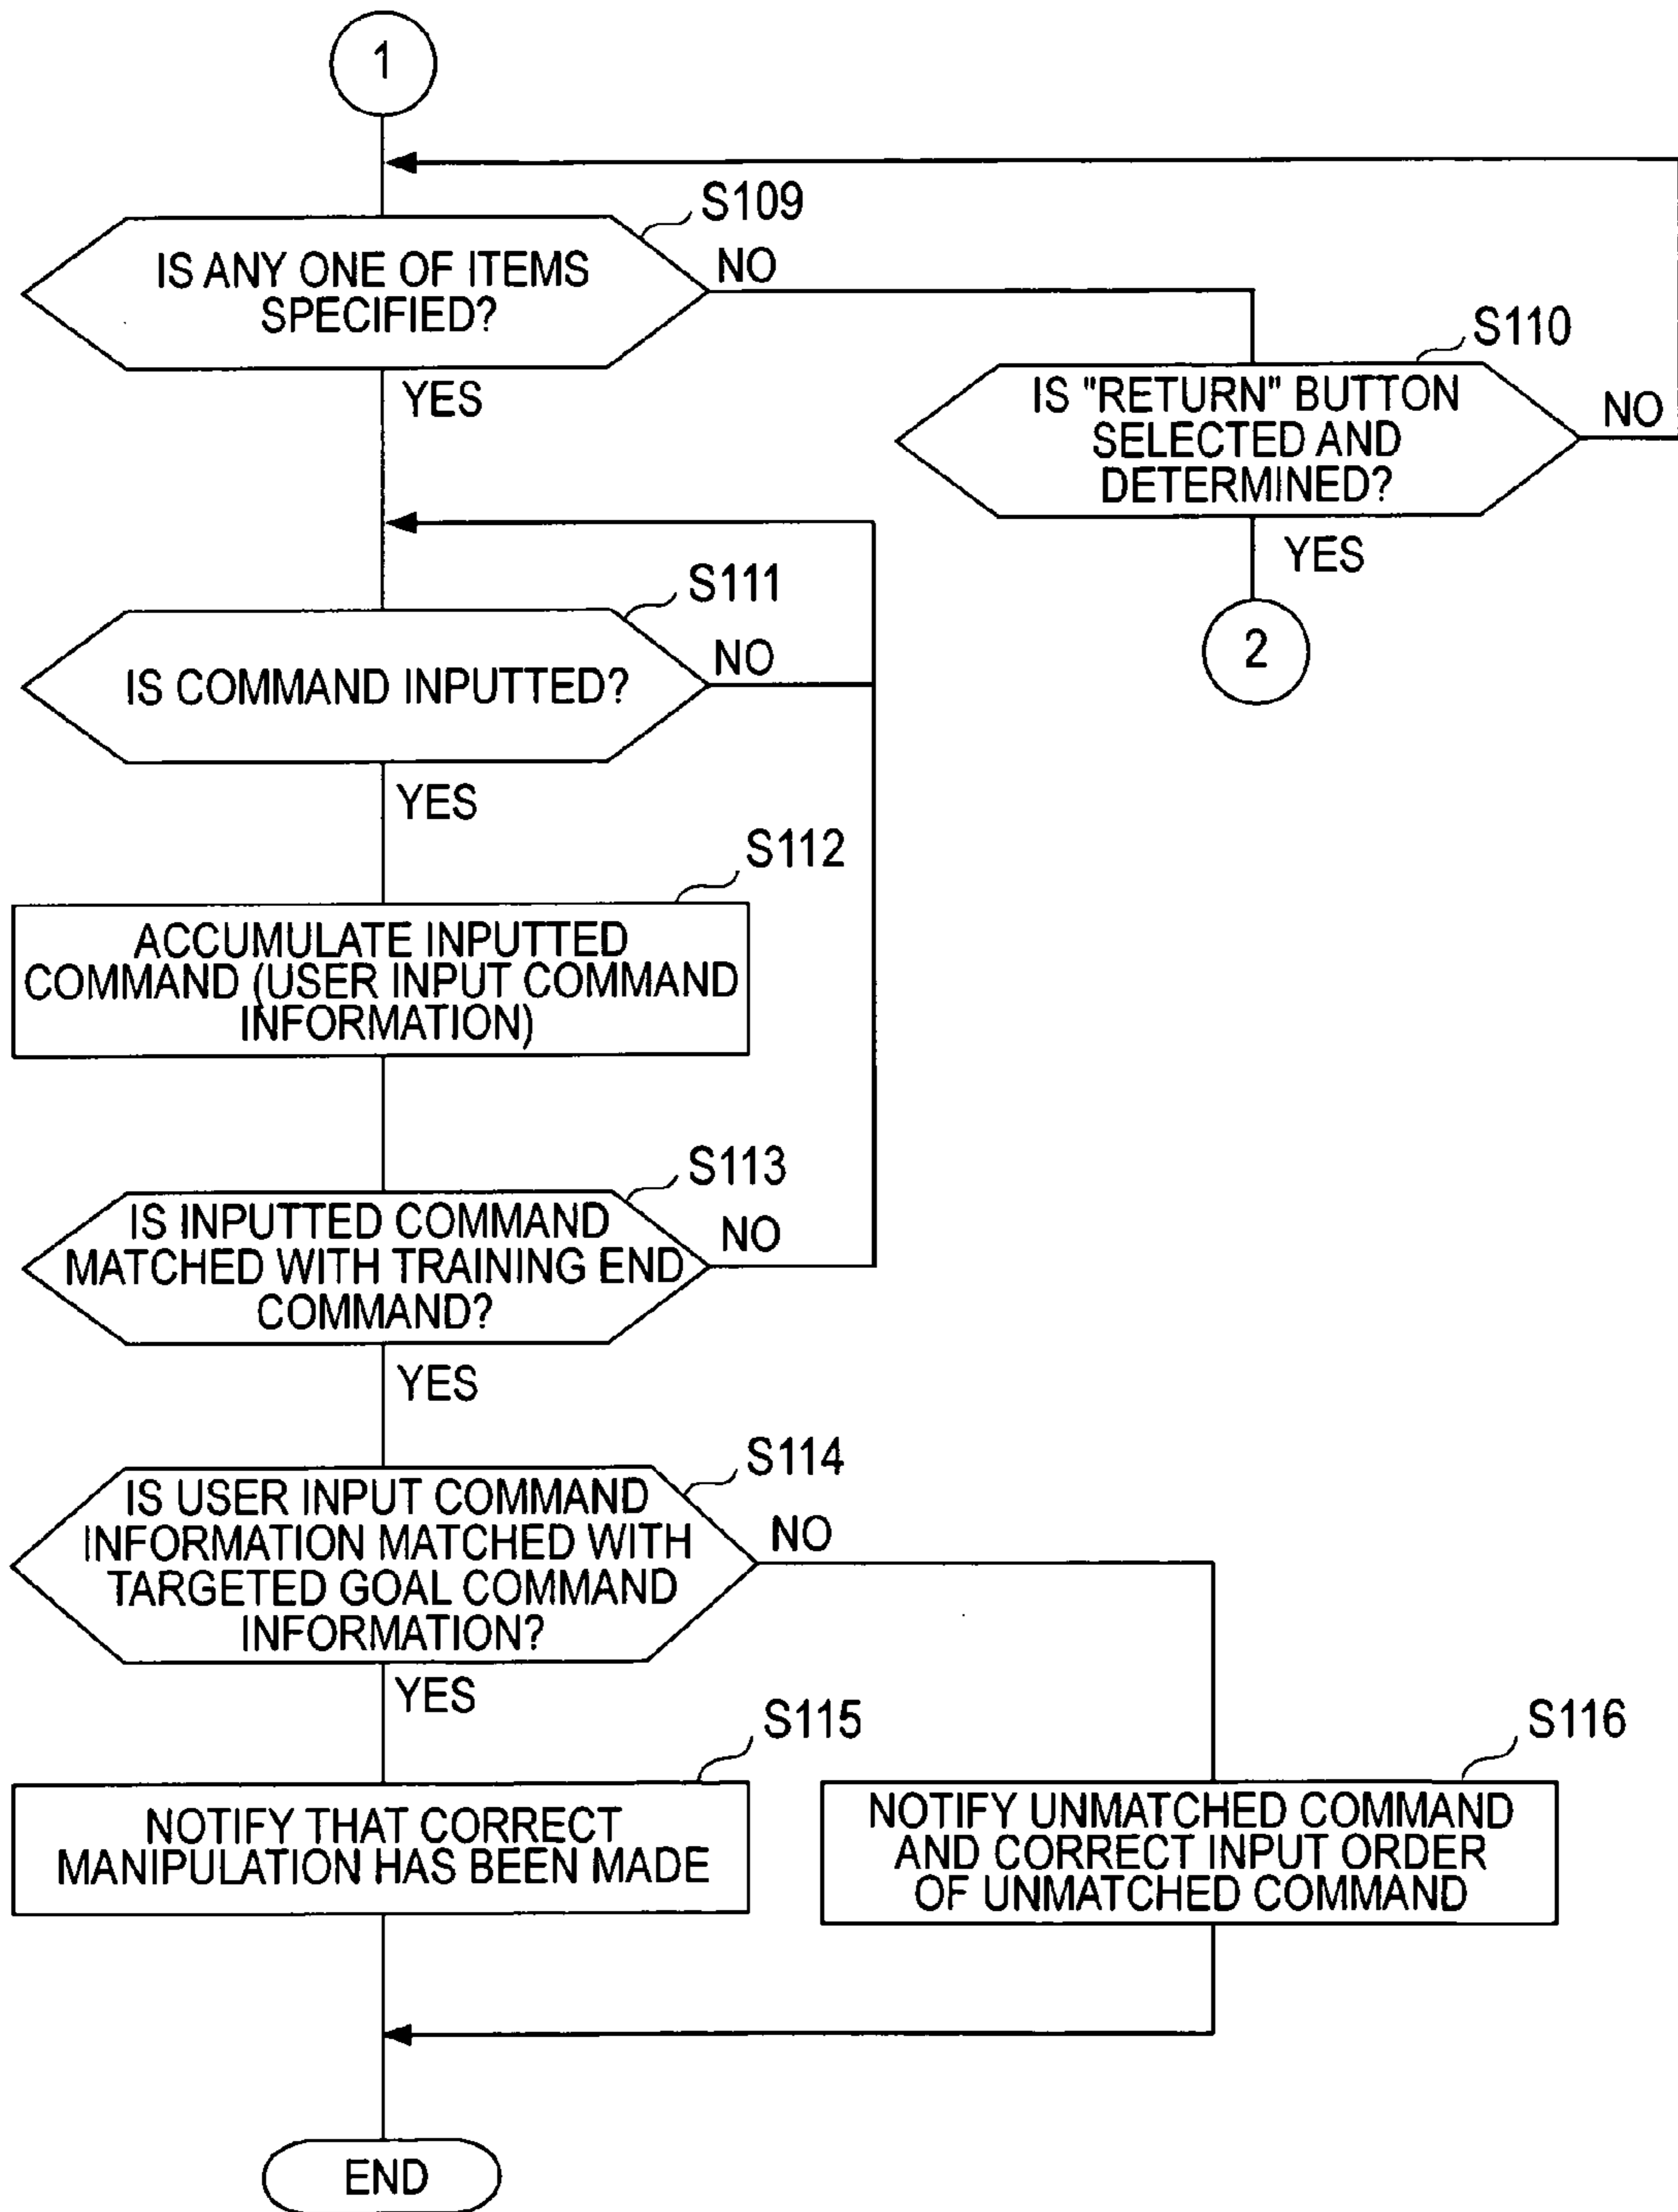 1
S109
IS ANY ONE OF ITEMS
SPECIFIED?
NO
YES
S110
IS "RETURN" BUTTON
SELECTED AND
DETERMINED?
NO
YES
2
S111
IS COMMAND INPUTTED?
NO
YES
S112
ACCUMULATE INPUTTED
COMMAND (USER INPUT COMMAND
INFORMATION)
S113
IS INPUTTED COMMAND
MATCHED WITH TRAINING END
COMMAND?
NO
YES
S114
IS USER INPUT COMMAND
INFORMATION MATCHED WITH
TARGETED GOAL COMMAND
INFORMATION?
NO
YES
S115
NOTIFY THAT CORRECT
MANIPULATION HAS BEEN MADE
S116
NOTIFY UNMATCHED COMMAND
AND CORRECT INPUT ORDER
OF UNMATCHED COMMAND
END